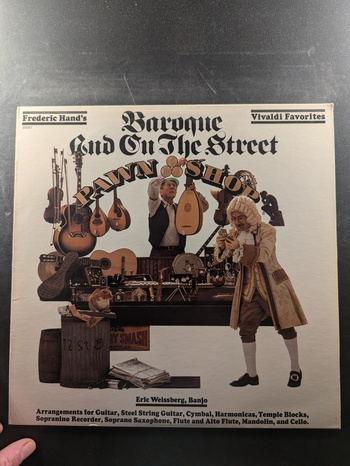 Frederic Hand's
Vivaldi Favorites
Baroque
And On The Street
PAWN SHOP
Eric Weissberg, Banjo
Arrangements for Guitar, Steel String Guitar, Cymbal, Harmonicas, Temple Blocks,
Sopranino Recorder, Soprano Saxophone, Flute and Alto Flute, Mandolin, and Cello.